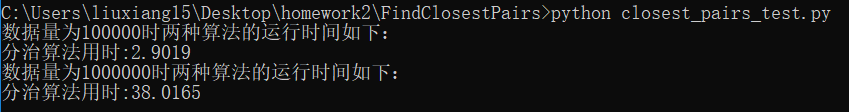 C:\Users\liuxiang15\Desktop\homework2\FindClosestPairs>python closest_pairs_test.py
数据量为100000时两种算法的运行时间如下：
分治算法用时:2.9019
数据量为1000000时两种算法的运行时间如下：
分治算法用时:38.0165